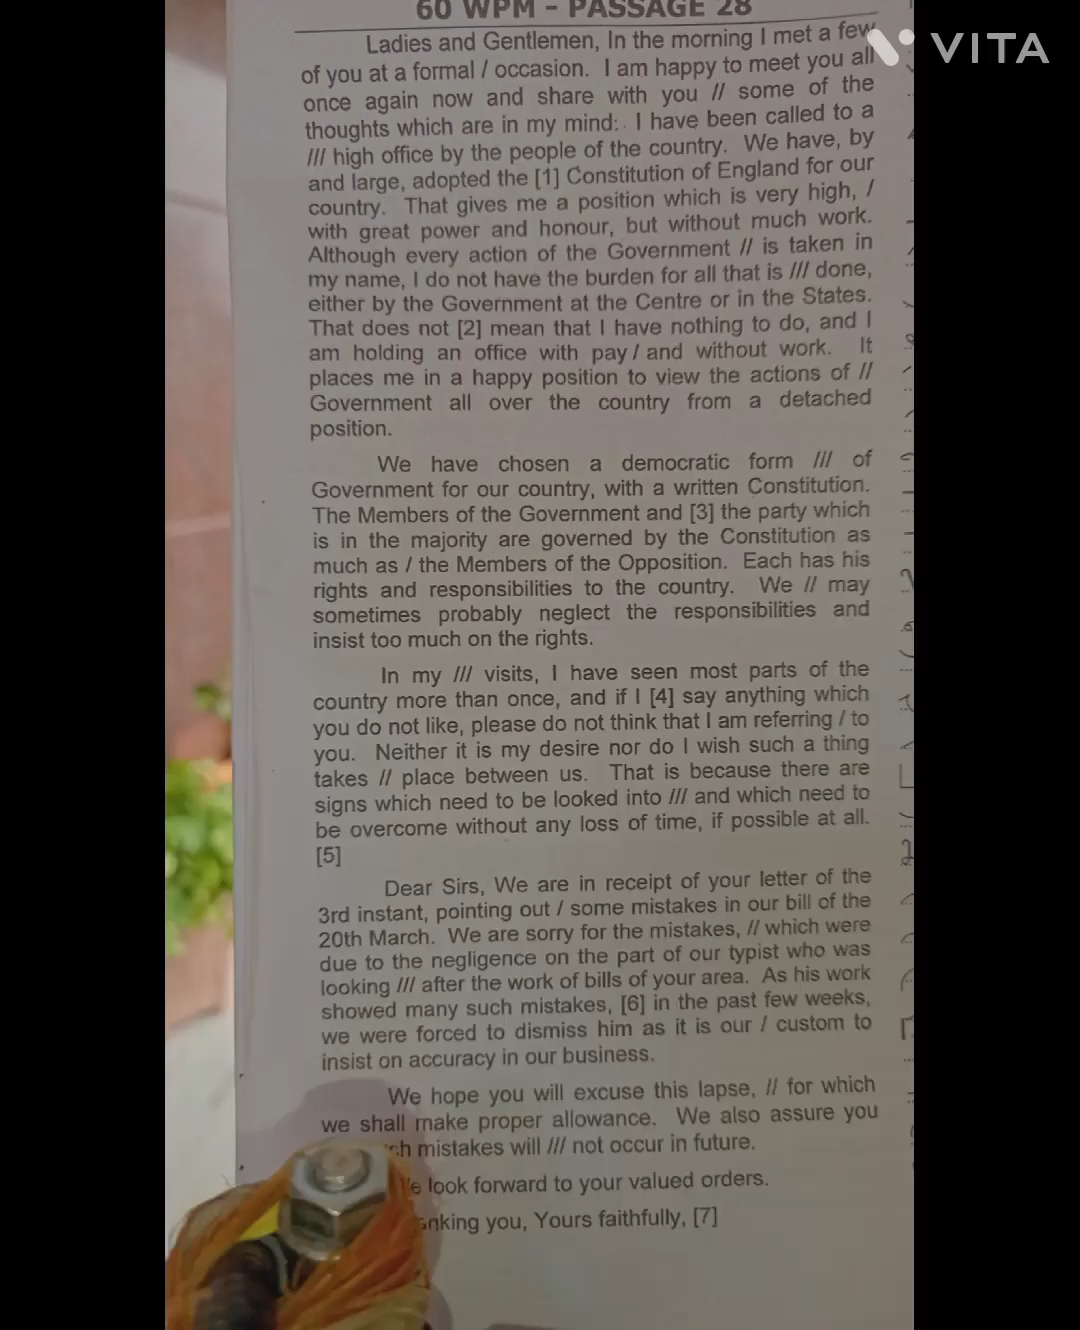 60 WPM - PASSAGE 28
VITA
Ladies and Gentlemen, In the morning I met a few
of you at a formal / occasion. I am happy to meet you all
once again now and share with you // some of the
thoughts which are in my mind: I have been called to a
/// high office by the people of the country. We have, by
and large, adopted the [1] Constitution of England for our
country. That gives me a position which is very high, /
with great power and honour, but without much work.
Although every action of the Government // is taken in
my name, I do not have the burden for all that is /// done,
either by the Government at the Centre or in the States.
That does not [2] mean that I have nothing to do, and I
am holding an office with pay / and without work. It
places me in a happy position to view the actions of //
Government all over the country from a detached
position.
We have chosen a democratic form /// of
Government for our country, with a written Constitution.
The Members of the Government and [3] the party which
is in the majority are governed by the Constitution as
much as / the Members of the Opposition. Each has his
rights and responsibilities to the country. We // may
sometimes probably neglect the responsibilities and
insist too much on the rights.
In my /// visits, I have seen most parts of the
country more than once, and if I [4] say anything which
you do not like, please do not think that I am referring / to
you. Neither it is my desire nor do I wish such a thing
takes // place between us. That is because there are
signs which need to be looked into /// and which need to
be overcome without any loss of time, if possible at all.
[5]
Dear Sirs, We are in receipt of your letter of the
3rd instant, pointing out / some mistakes in our bill of the
20th March. We are sorry for the mistakes, // which were
due to the negligence on the part of our typist who was
looking /// after the work of bills of your area. As his work
showed many such mistakes, [6] in the past few weeks,
we were forced to dismiss him as it is our / custom to
insist on accuracy in our business.
We hope you will excuse this lapse, // for which
we shall make proper allowance. We also assure you
mistakes will /// not occur in future.
look forward to your valued orders.
you, Yours faithfully, [7]